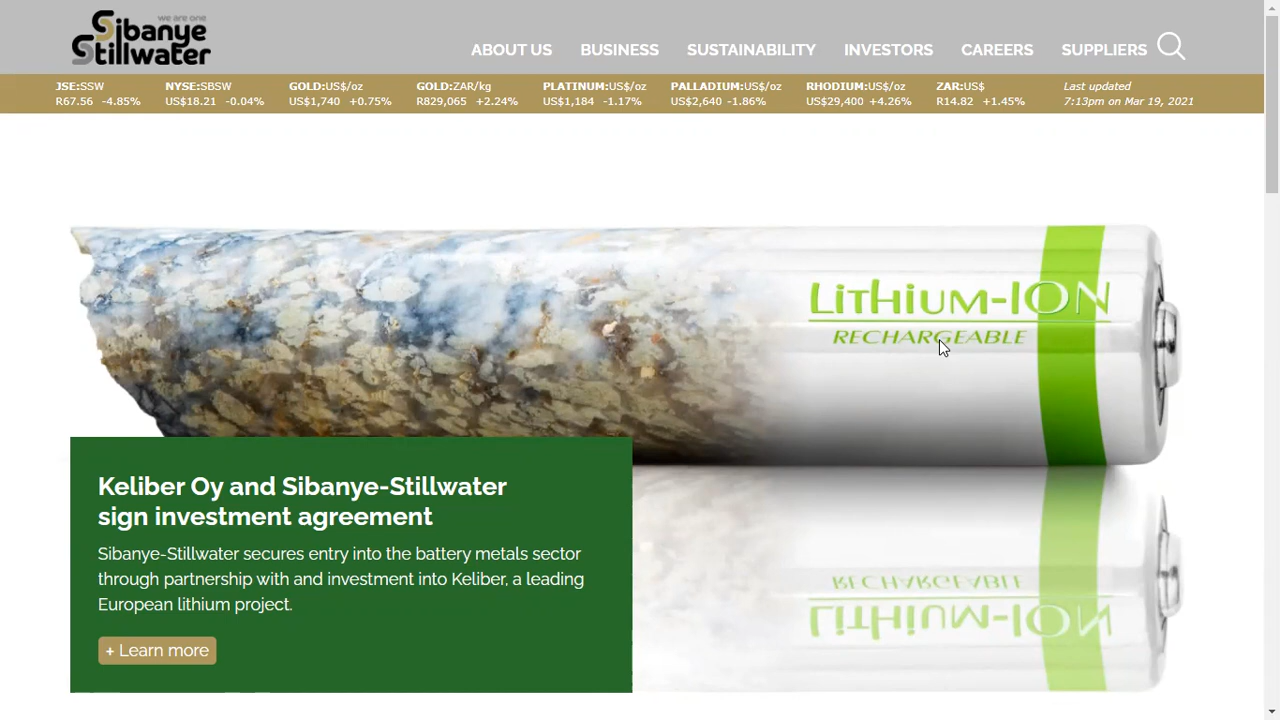 we are one
Sibanye
Stillwater
ABOUT US BUSINESS SUSTAINABILITY INVESTORS CAREERS SUPPLIERS
JSE:SSW NYSE:SBSW GOLD:US$/oz GOLD:ZAR/kg PLATINUM:US$/oz PALLADIUM:US$/oz RHODIUM:US$/oz ZAR:US$ Last updated
R67.56 -4.85% US$18.21 -0.04% US$1,740 +0.75% R829,065 +2.24% US$1,184 -1.17% US$2,640 -1.86% US$29,400 +4.26% R14.82 +1.45% 7:13pm on Mar 19, 2021
LITHIUM-ION
RECHARGEABLE
Keliber Oy and Sibanye-Stillwater
sign investment agreement
Sibanye-Stillwater secures entry into the battery metals sector
through partnership with and investment into Keliber, a leading
European lithium project.
+ Learn more
RECHARGEABLE
LITHIUM-ION